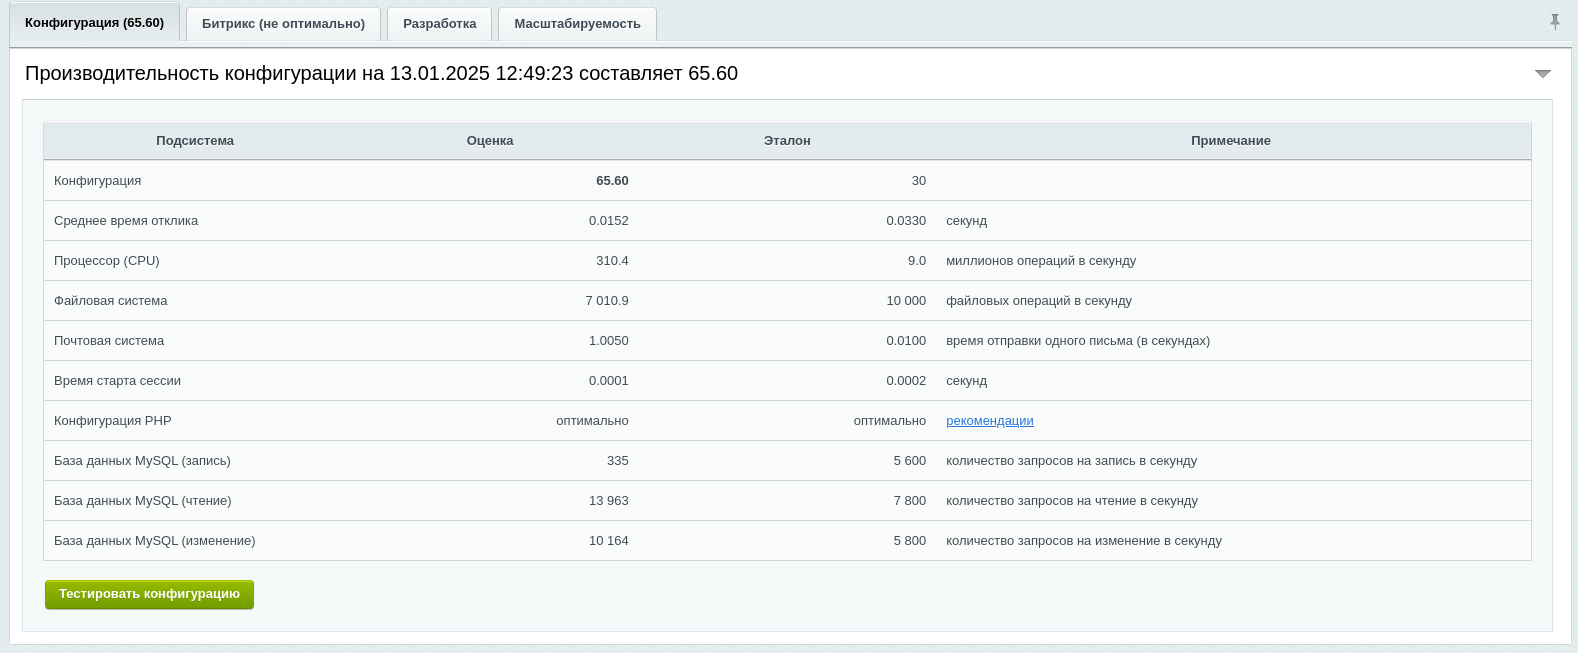 Конфигурация (65.60) Битрикс (не оптимально) Разработка Масштабируемость
Производительность конфигурации на 13.01.2025 12:49:23 составляет 65.60
Подсистема Оценка Эталон Примечание
Конфигурация 65.60 30
Среднее время отклика 0.0152 0.0330 секунд
Процессор (CPU) 310.4 9.0 миллионов операций в секунду
Файловая система 7 010.9 10 000 файловых операций в секунду
Почтовая система 1.0050 0.0100 время отправки одного письма (в секундах)
Время старта сессии 0.0001 0.0002 секунд
Конфигурация PHP оптимально оптимально рекомендации
База данных MySQL (запись) 335 5 600 количество запросов на запись в секунду
База данных MySQL (чтение) 13 963 7 800 количество запросов на чтение в секунду
База данных MySQL (изменение) 10 164 5 800 количество запросов на изменение в секунду
Тестировать конфигурацию